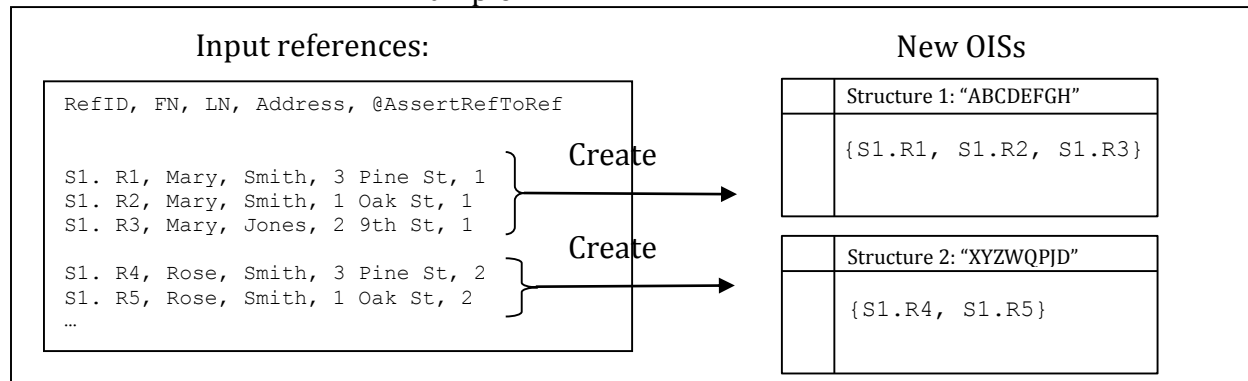 Input references:
RefID, FN, LN, Address, @AssertRefToRef
S1. R1, Mary, Smith, 3 Pine St, 1
S1. R2, Mary, Smith, 1 Oak St, 1
S1. R3, Mary, Jones, 2 9th St, 1
S1. R4, Rose, Smith, 3 Pine St, 2
S1. R5, Rose, Smith, 1 Oak St, 2
…
Create
Create
New OISs
Structure 1: “ABCDEFGH”
{S1.R1, S1.R2, S1.R3}
Structure 2: “XYZWQPJD”
{S1.R4, S1.R5}